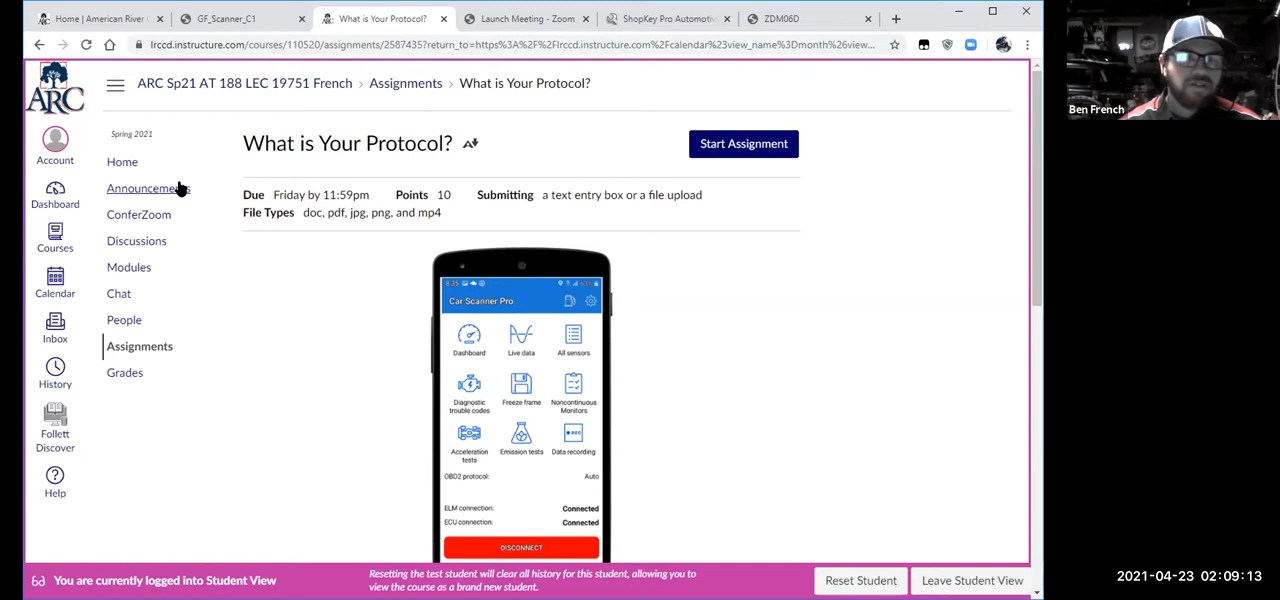 Home | American River C
GF_Scanner_C1
What is Your Protocol?
Launch Meeting - Zoom
ShopKey Pro Automotiv
ZDM06D
lrccd.instructure.com/courses/110520/assignments/2587435?return_to=https%3A%2F%2Flrccd.instructure.com%2Fcalendar%23view_name%3Dmonth%26view...
ARC
ARC Sp21 AT 188 LEC 19751 French > Assignments > What is Your Protocol?
Spring 2021
Account
Dashboard
Courses
Calendar
Inbox
History
Follett
Discover
Help
Home
Announcements
ConferZoom
Discussions
Modules
Chat
People
Assignments
Grades
What is Your Protocol?
Start Assignment
Due Friday by 11:59pm Points 10 Submitting a text entry box or a file upload
File Types doc, pdf, jpg, png, and mp4
8:35
Car Scanner Pro
Dashboard Live data All sensors
Diagnostic trouble codes Freeze frame Noncontinuous Monitors
REC
Acceleration tests Emission tests Data recording
OBD2 protocol: Auto
ELM connection: Connected
ECU connection: Connected
DISCONNECT
You are currently logged into Student View
Resetting the test student will clear all history for this student, allowing you to
view the course as a brand new student.
Reset Student
Leave Student View
Ben French
2021-04-23 02:09:13